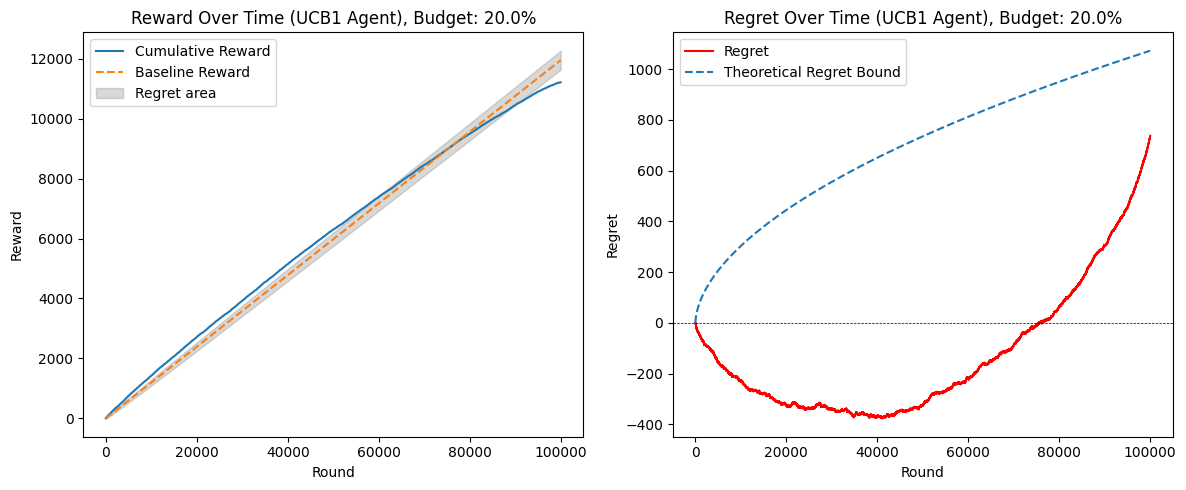 Reward Over Time (UCB1 Agent), Budget: 20.0%
Cumulative Reward
Baseline Reward
Regret area
12000
10000
8000
6000
4000
2000
0
Reward
0 20000 40000 60000 80000 100000
Round
Regret Over Time (UCB1 Agent), Budget: 20.0%
Regret
Theoretical Regret Bound
1000
800
600
400
200
0
−200
−400
Regret
0 20000 40000 60000 80000 100000
Round